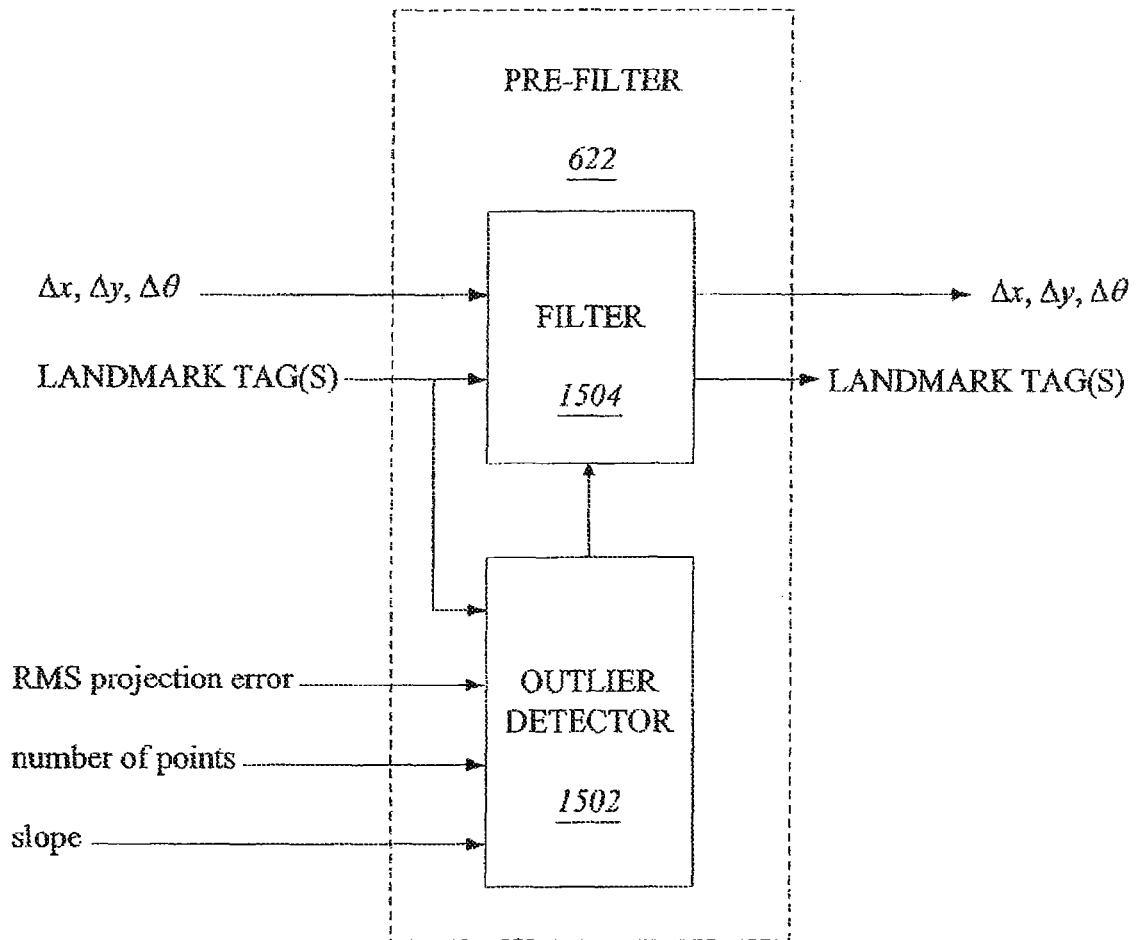 PRE-FILTER
622
Δx, Δy, Δθ
FILTER
Δx, Δy, Δθ
LANDMARK TAG(S)
1504
LANDMARK TAG(S)
RMS projection error
OUTLIER
DETECTOR
number of points
1502
slope